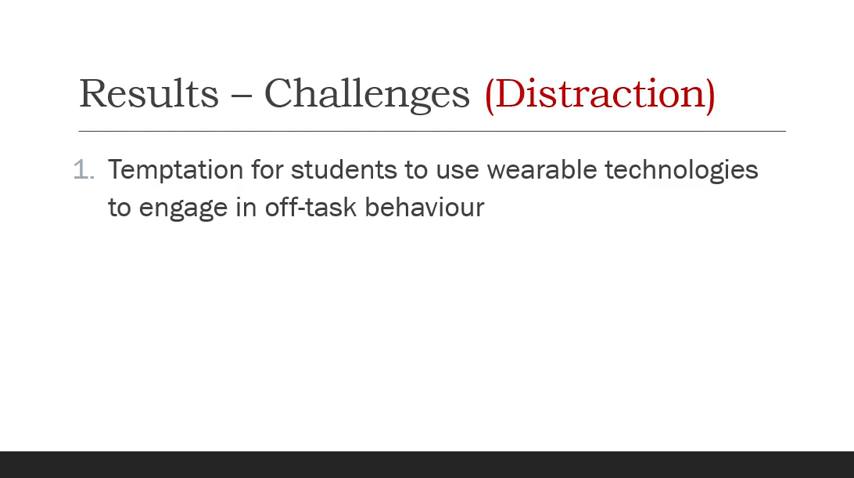 Results – Challenges (Distraction)
1. Temptation for students to use wearable technologies
to engage in off-task behaviour